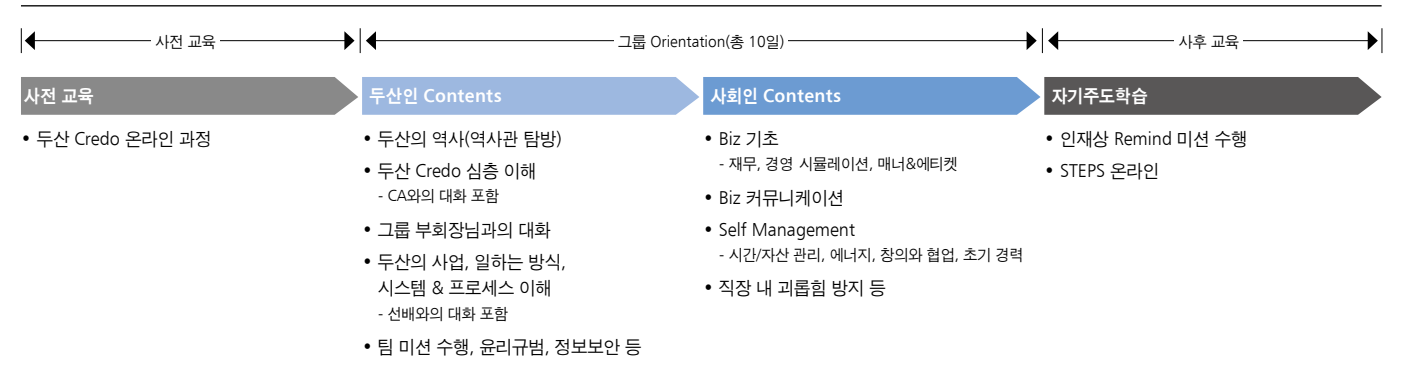 사전 교육
그룹 Orientation(총 10일)
사후 교육
사전 교육
• 두산 Credo 온라인 과정
두산인 Contents
• 두산의 역사(역사관 탐방)
• 두산 Credo 심층 이해
- CA와의 대화 포함
• 그룹 부회장님과의 대화
• 두산의 사업, 일하는 방식,
시스템 & 프로세스 이해
- 선배와의 대화 포함
• 팀 미션 수행, 윤리규범, 정보보안 등
사회인 Contents
• Biz 기초
- 재무, 경영 시뮬레이션, 매너&에티켓
• Biz 커뮤니케이션
• Self Management
- 시간/자산 관리, 에너지, 창의와 협업, 초기 경력
• 직장 내 괴롭힘 방지 등
자기주도학습
• 인재상 Remind 미션 수행
• STEPS 온라인